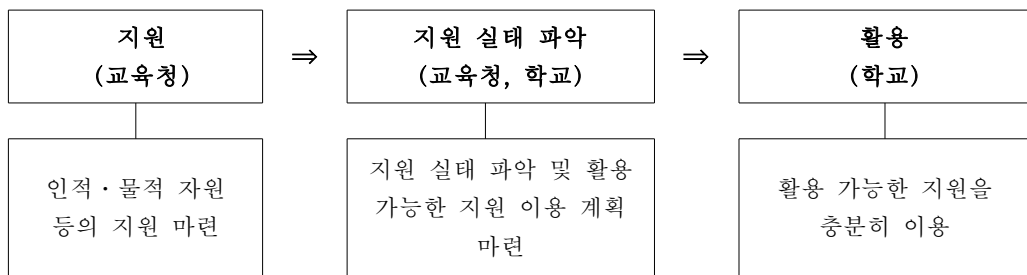 지원
(교육청)
⇒
지원 실태 파악
(교육청, 학교)
⇒
활용
(학교)
인적·물적 자원
등의 지원 마련
지원 실태 파악 및 활용
가능한 지원 이용 계획
마련
활용 가능한 지원을
충분히 이용